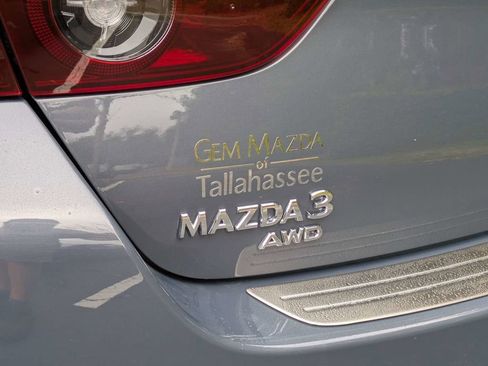 GEM MAZDA
of
Tallahassee
MAZDA 3
AWD